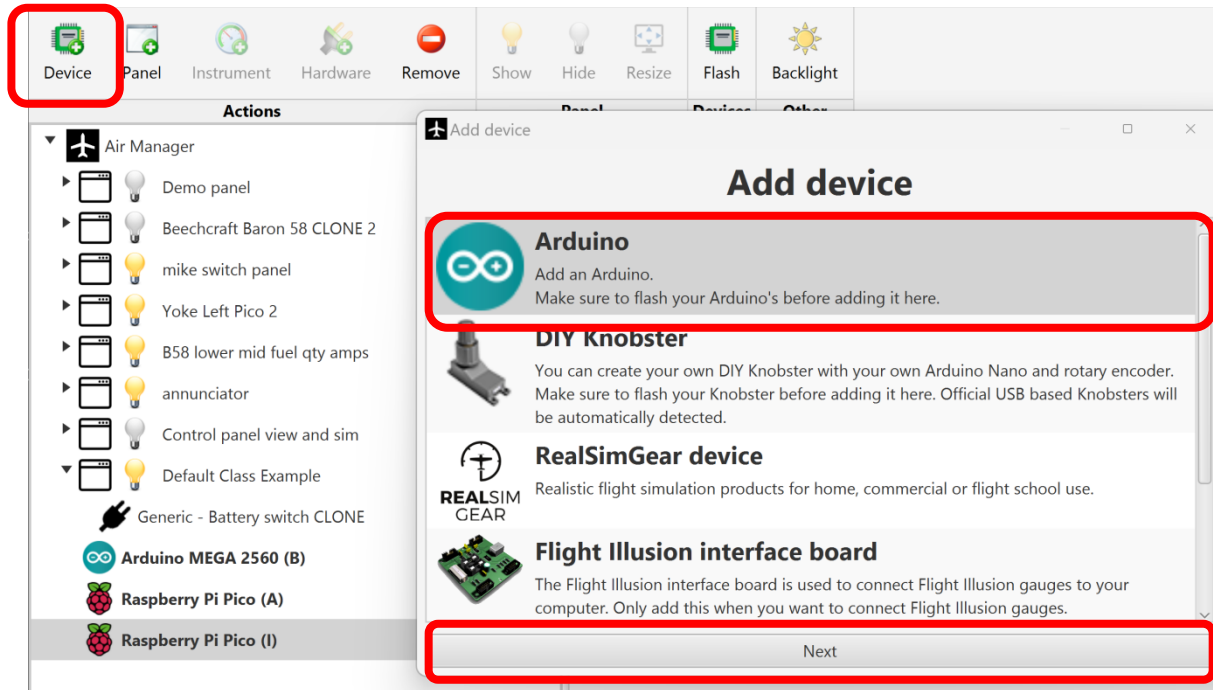 Device
Panel
Instrument
Hardware
Remove
Show
Hide
Resize
Flash
Backlight
Actions
Panel
Devices
Other
Air Manager
Demo panel
Beechcraft Baron 58 CLONE 2
mike switch panel
Yoke Left Pico 2
B58 lower mid fuel qty amps
annunciator
Control panel view and sim
Default Class Example
Generic - Battery switch CLONE
Arduino MEGA 2560 (B)
Raspberry Pi Pico (A)
Raspberry Pi Pico (I)
Add device
Add device
Arduino
Add an Arduino.
Make sure to flash your Arduino's before adding it here.
DIY Knobster
You can create your own DIY Knobster with your own Arduino Nano and rotary encoder.
Make sure to flash your Knobster before adding it here. Official USB based Knobsters will
be automatically detected.
REALSIM
GEAR
RealSimGear device
Realistic flight simulation products for home, commercial or flight school use.
Flight Illusion interface board
The Flight Illusion interface board is used to connect Flight Illusion gauges to your
computer. Only add this when you want to connect Flight Illusion gauges.
Next